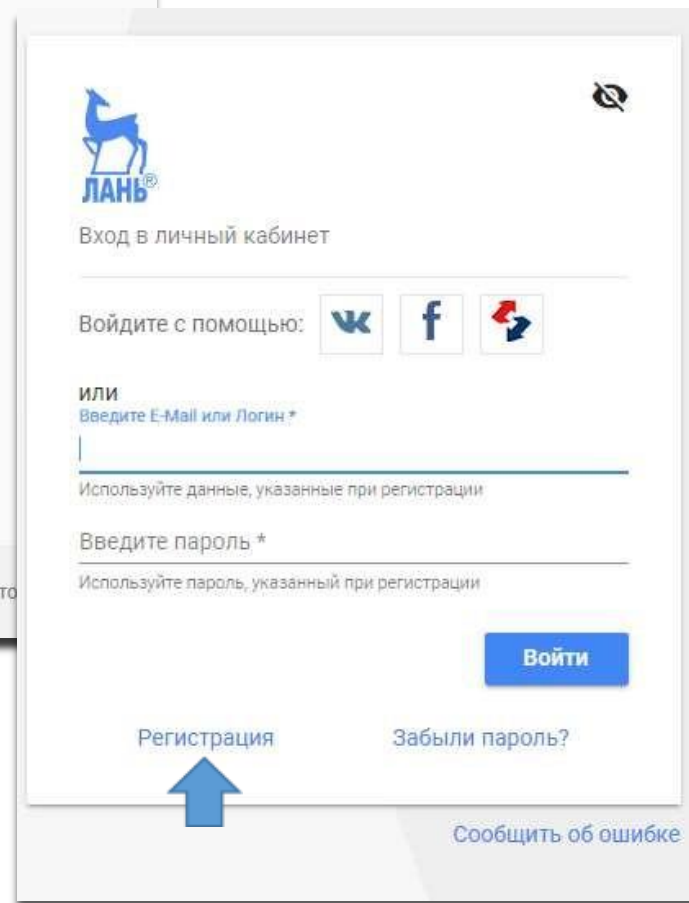 ЛАНЬ®
Вход в личный кабинет
Войдите с помощью:
или
Введите E-Mail или Логин *
Используйте данные, указанные при регистрации
Введите пароль *
Используйте пароль, указанный при регистрации
то
Войти
Регистрация Забыли пароль?
Сообщить об ошибке